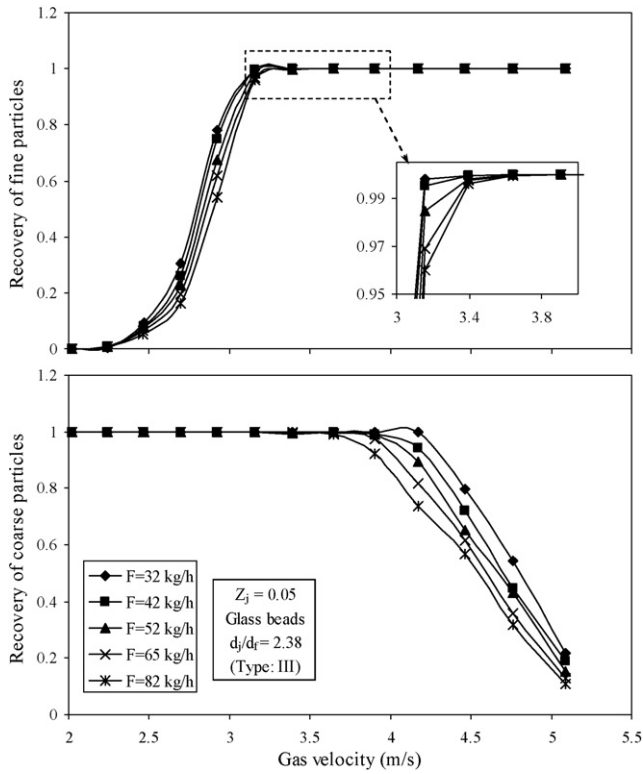 1.2
1
0.8
0.6
0.4
0.2
0
Recovery of fine particles
0.99
0.97
0.95
3 3.4 3.8
1.2
1
0.8
0.6
0.4
0.2
0
Recovery of coarse particles
F=32 kg/h
F=42 kg/h
F=52 kg/h
F=65 kg/h
F=82 kg/h
Zj = 0.05
Glass beads
dj/df= 2.38
(Type: III)
2 2.5 3 3.5 4 4.5 5 5.5
Gas velocity (m/s)